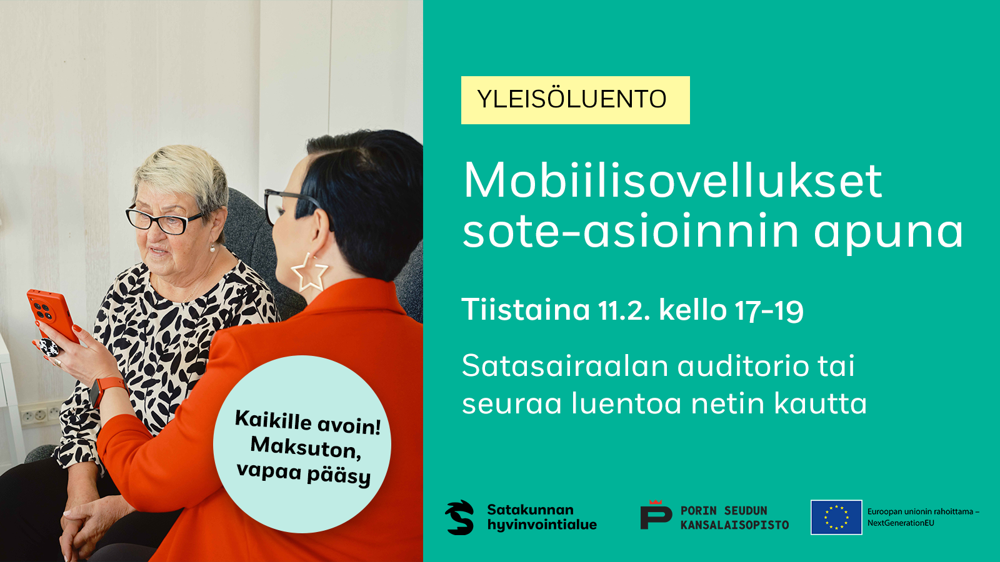 YLEISÖLUENTO
Mobiilisovellukset
sote-asioinnin apuna
Tiistaina 11.2. kello 17-19
Satasairaalan auditorio tai
seuraa luentoa netin kautta
Kaikille avoin!
Maksuton,
vapaa pääsy
Satakunnan
hyvinvointialue
PORIN SEUDUN
KANSALAISOPISTO
Euroopan unionin rahoittama –
NextGenerationEU